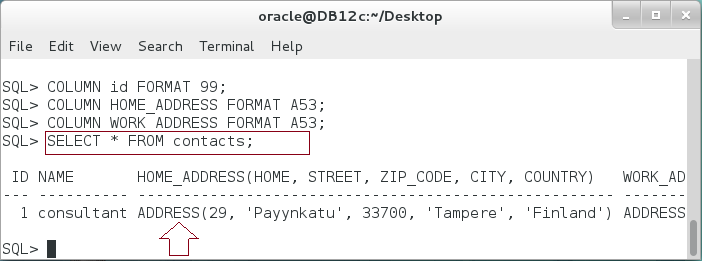 oracle@DB12c:~/Desktop
File Edit View Search Terminal Help
SQL> COLUMN id FORMAT 99;
SQL> COLUMN HOME_ADDRESS FORMAT A53;
SQL> COLUMN WORK_ADDRESS FORMAT A53;
SQL> SELECT * FROM contacts;
ID NAME HOME_ADDRESS(HOME, STREET, ZIP_CODE, CITY, COUNTRY) WORK_AD
--- ---------- ----------------------------------------------------- -------
1 consultant ADDRESS(29, 'Payynkatu', 33700, 'Tampere', 'Finland') ADDRESS
SQL>